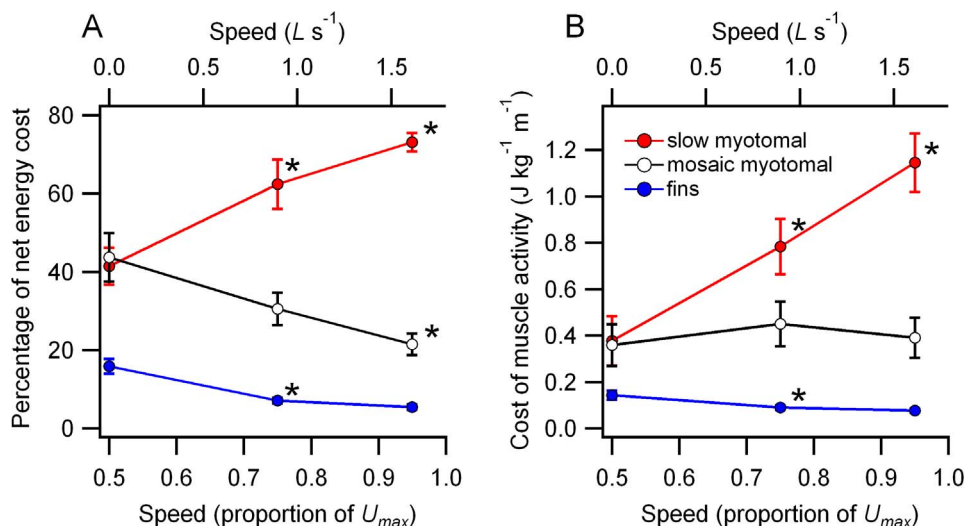 A
Speed (L s⁻¹)
0.0 0.5 1.0 1.5
Percentage of net energy cost
80
60
40
20
0
* * * *
0.5 0.6 0.7 0.8 0.9 1.0
Speed (proportion of Umax)
B
Speed (L s⁻¹)
0.0 0.5 1.0 1.5
Cost of muscle activity (J kg⁻¹ m⁻¹)
1.2
1.0
0.8
0.6
0.4
0.2
0.0
slow myotomal
mosaic myotomal
fins
* * *
0.5 0.6 0.7 0.8 0.9 1.0
Speed (proportion of Umax)